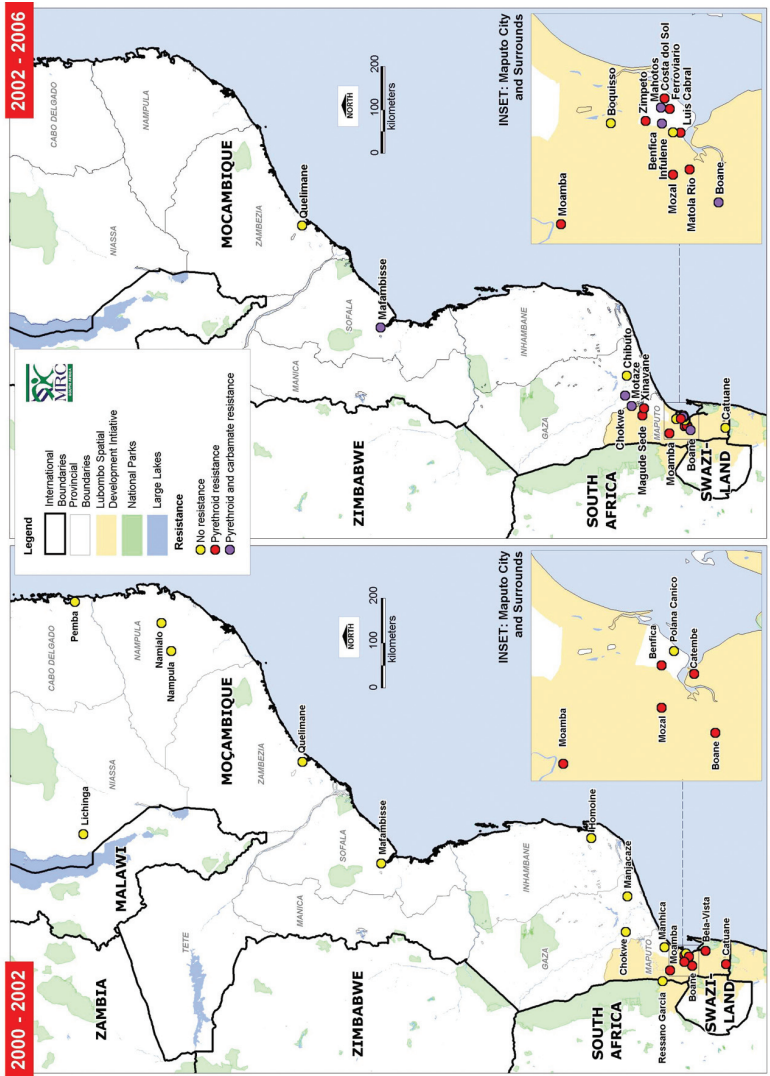 2000 - 2002
ZAMBIA
MALAWI
Lichinga
Pemba
CABO DELGADO
NIASSA
NAMPULA
Namialo
Nampula
TETE
MOÇAMBIQUE
ZAMBEZIA
Quelimane
ZIMBABWE
MANICA
SOFALA
Mafambisse
0 100 200
kilometers
NORTH
GAZA
INHAMBANE
Homoine
Manjacaze
Chokwe
SOUTH
AFRICA
MAPUTO
Manhica
Moamba
Ressano Garcia
Boane
Bela-Vista
SWAZI-
LAND
Catuane
INSET: Maputo City
and Surrounds
Moamba
Benfica
Mozal
Polana Canico
Catembe
Boane
Legend
International
Boundaries
Provincial
Boundaries
Lubombo Spatial
Development Initiative
National Parks
Large Lakes
Resistance
No resistance
Pyrethroid resistance
Pyrethroid and carbamate resistance
MRC
2002 - 2006
CABO DELGADO
NIASSA
NAMPULA
MOCAMBIQUE
ZAMBEZIA
Quelimane
ZIMBABWE
MANICA
SOFALA
Mafambisse
0 100 200
kilometers
NORTH
GAZA
INHAMBANE
Chibuto
Chokwe
Motaze
Xinavane
Magude Sede
SOUTH
AFRICA
MAPUTO
Moamba
Boane
SWAZI-
LAND
Catuane
INSET: Maputo City
and Surrounds
Moamba
Boquisso
Zimpeto
Mahotos
Costa dol Sol
Ferroviario
Luis Cabral
Benfica
Infulene
Mozal
Matola Rio
Boane